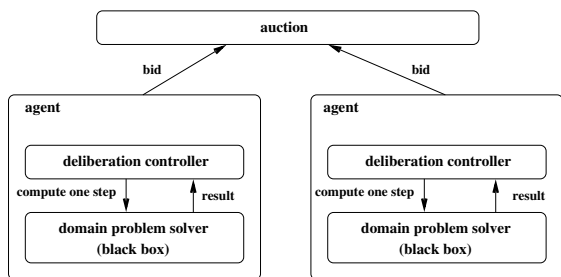 auction
bid
bid
agent
deliberation controller
compute one step
result
domain problem solver
(black box)
agent
deliberation controller
compute one step
result
domain problem solver
(black box)